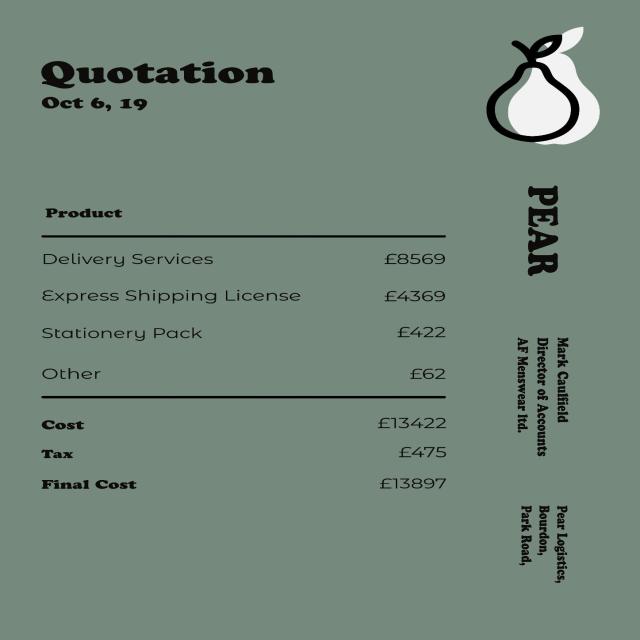 Quotation
Oct 6, 19
Product
Delivery Services £8569
Express Shipping License £4369
Stationery Pack £422
Other £62
Cost £13422
Tax £475
Final Cost £13897
PEAR
Mark Caulfield
Director of Accounts
AF Menswear ltd.
Pear Logistics,
Bourdon,
Park Road,